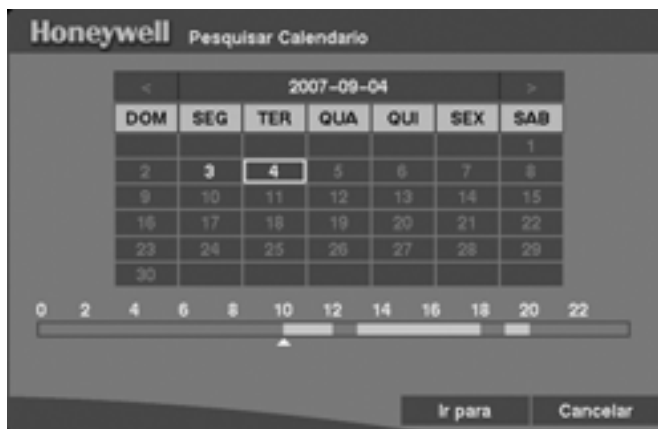 Honeywell Pesquisar Calendario
< 2007-09-04 >
DOM SEG TER QUA QUI SEX SAB
1
2 3 4 5 6 7 8
9 10 11 12 13 14 15
16 17 18 19 20 21 22
23 24 25 26 27 28 29
30
0 2 4 6 8 10 12 14 16 18 20 22
Ir para Cancelar